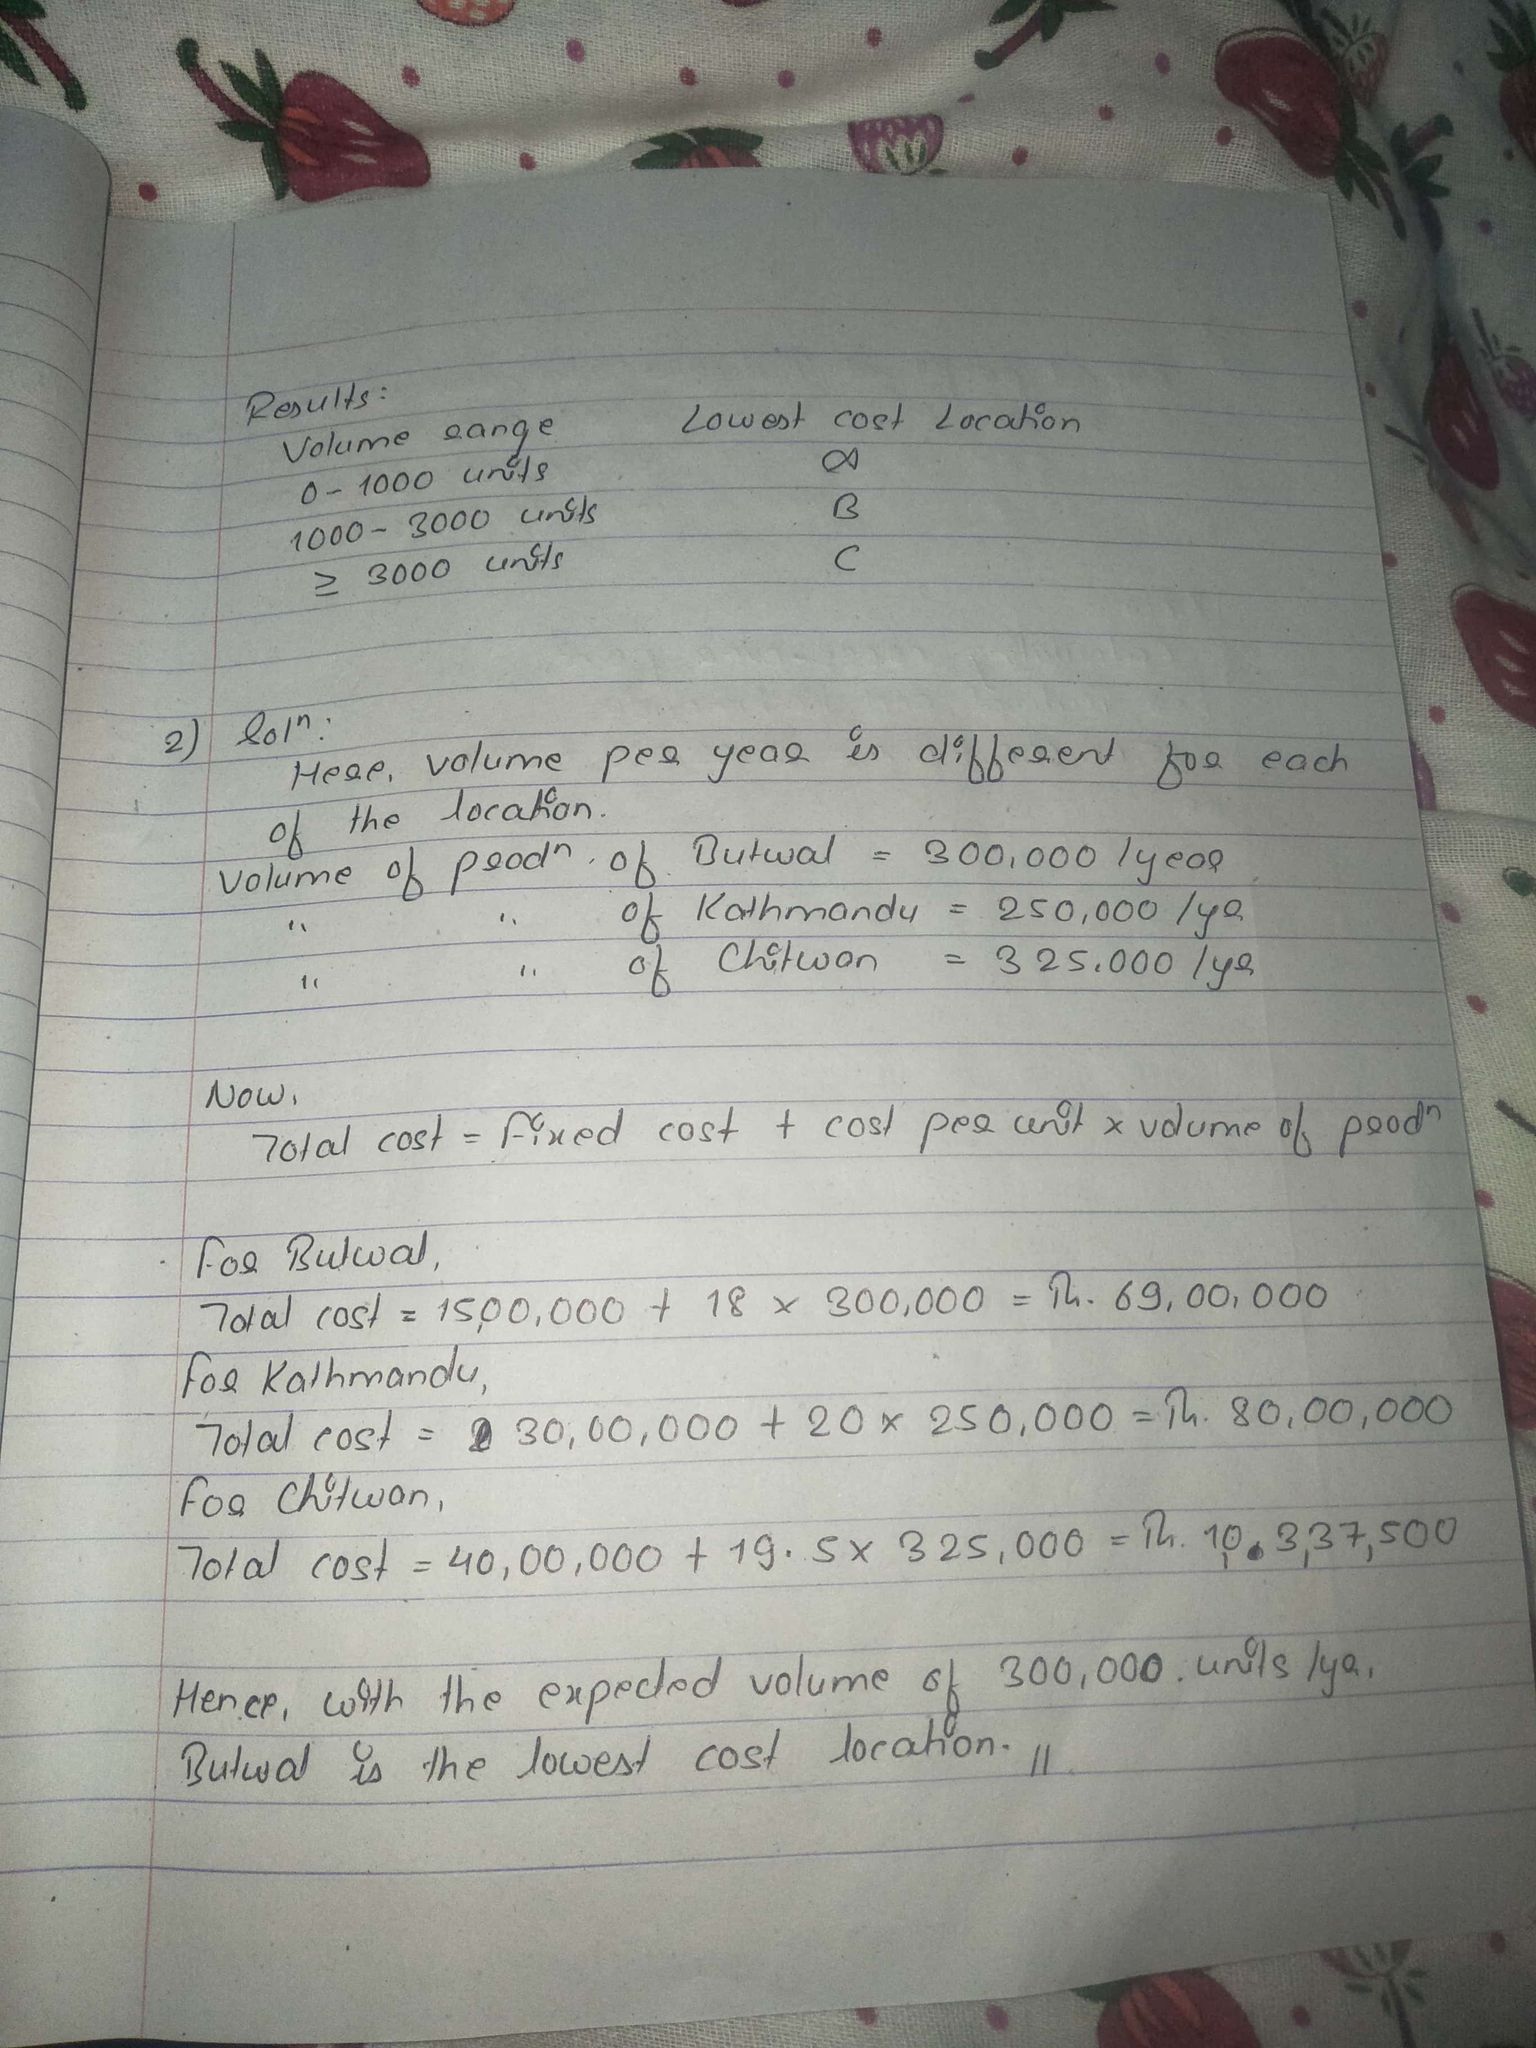 Results:
Volume range Lowest cost Location
0-1000 units A
1000-3000 units B
≥ 3000 units C
2) Solⁿ:
Here, volume per year is different for each
of the location.
Volume of prodⁿ. of Butwal = 300,000 /year
" " of Kathmandu = 250,000 /yr
" " of Chitwan = 325,000 /yr
Now,
Total cost = Fixed cost + cost per unit x volume of prodⁿ
For Butwal,
Total cost = 15,00,000 + 18 x 300,000 = Rs. 69,00,000
For Kathmandu,
Total cost = 30,00,000 + 20 x 250,000 = Rs. 80,00,000
For Chitwan,
Total cost = 40,00,000 + 19.5 x 325,000 = Rs. 10,3,37,500
Hence, with the expected volume of 300,000 units /yr,
Butwal is the lowest cost location. //